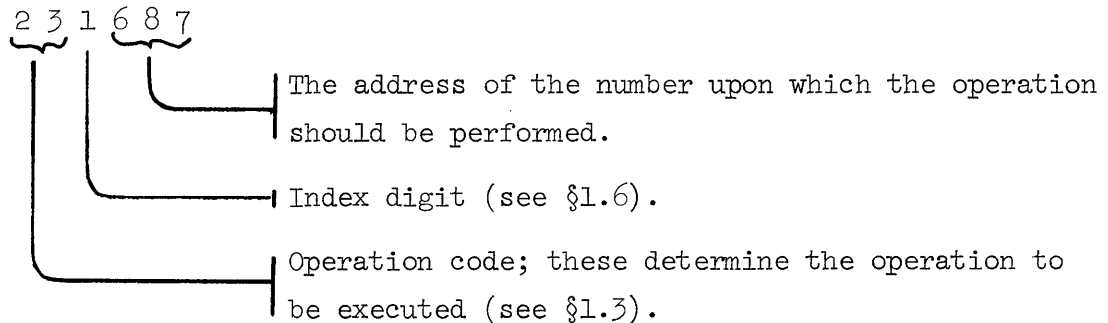 2 3 1 6 8 7
The address of the number upon which the operation
should be performed.
Index digit (see §1.6).
Operation code; these determine the operation to
be executed (see §1.3).